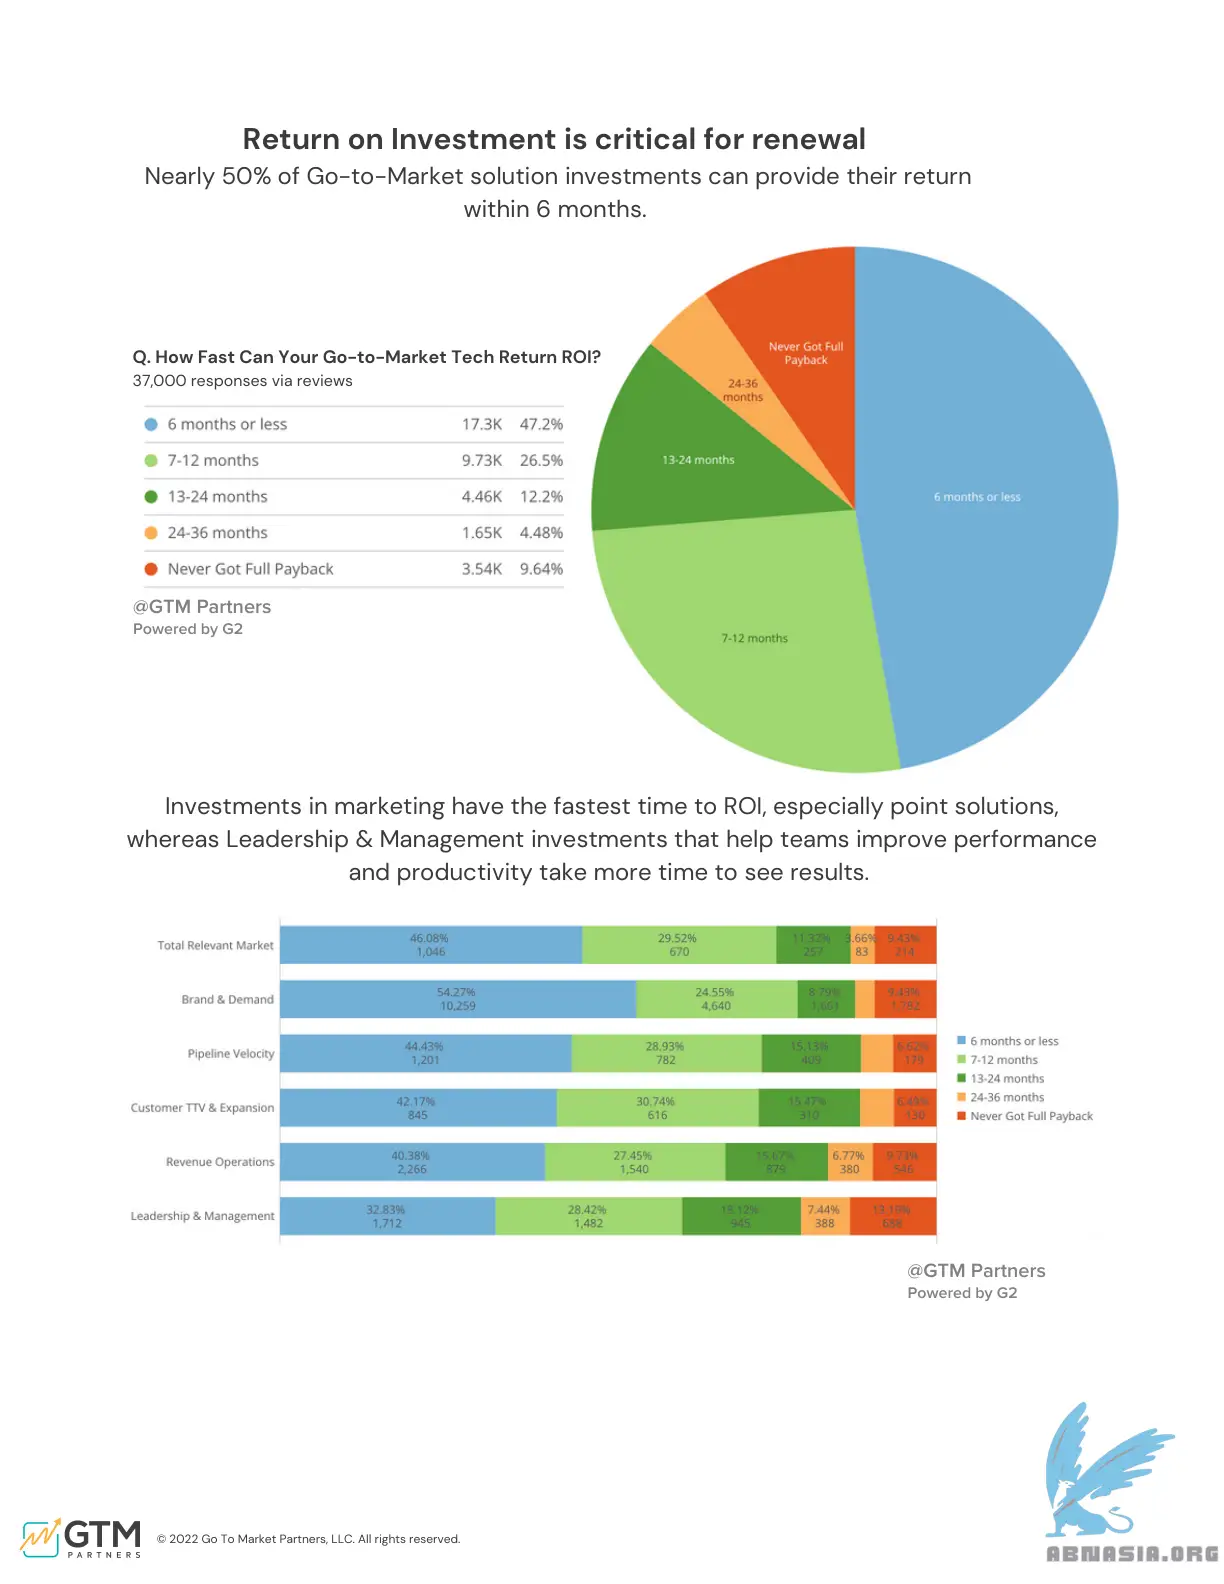 Return on Investment is critical for renewal
Nearly 50% of Go-to-Market solution investments can provide their return
within 6 months.
Q. How Fast Can Your Go-to-Market Tech Return ROI?
37,000 responses via reviews
6 months or less 17.3K 47.2%
7-12 months 9.73K 26.5%
13-24 months 4.46K 12.2%
24-36 months 1.65K 4.48%
Never Got Full Payback 3.54K 9.64%
@GTM Partners
Powered by G2
Never Got Full
Payback
24-36
months
13-24 months
6 months or less
7-12 months
Investments in marketing have the fastest time to ROI, especially point solutions,
whereas Leadership & Management investments that help teams improve performance
and productivity take more time to see results.
Total Relevant Market 46.08% 29.52% 11.32% 3.66% 9.43%
1,046 670 257 83 214
Brand & Demand 54.27% 24.55% 8.79% 9.43%
10,259 4,640 1,661 1,782
Pipeline Velocity 44.43% 28.93% 15.13% 6.62%
1,201 782 409 179
Customer TTV & Expansion 42.17% 30.74% 15.47% 6.49%
845 616 310 130
Revenue Operations 40.38% 27.45% 15.67% 6.77% 9.73%
2,266 1,540 879 380 546
Leadership & Management 32.83% 28.42% 18.12% 7.44% 13.19%
1,712 1,482 945 388 688
6 months or less
7-12 months
13-24 months
24-36 months
Never Got Full Payback
@GTM Partners
Powered by G2
GTM
PARTNERS
© 2022 Go To Market Partners, LLC. All rights reserved.
ABNASIA.ORG